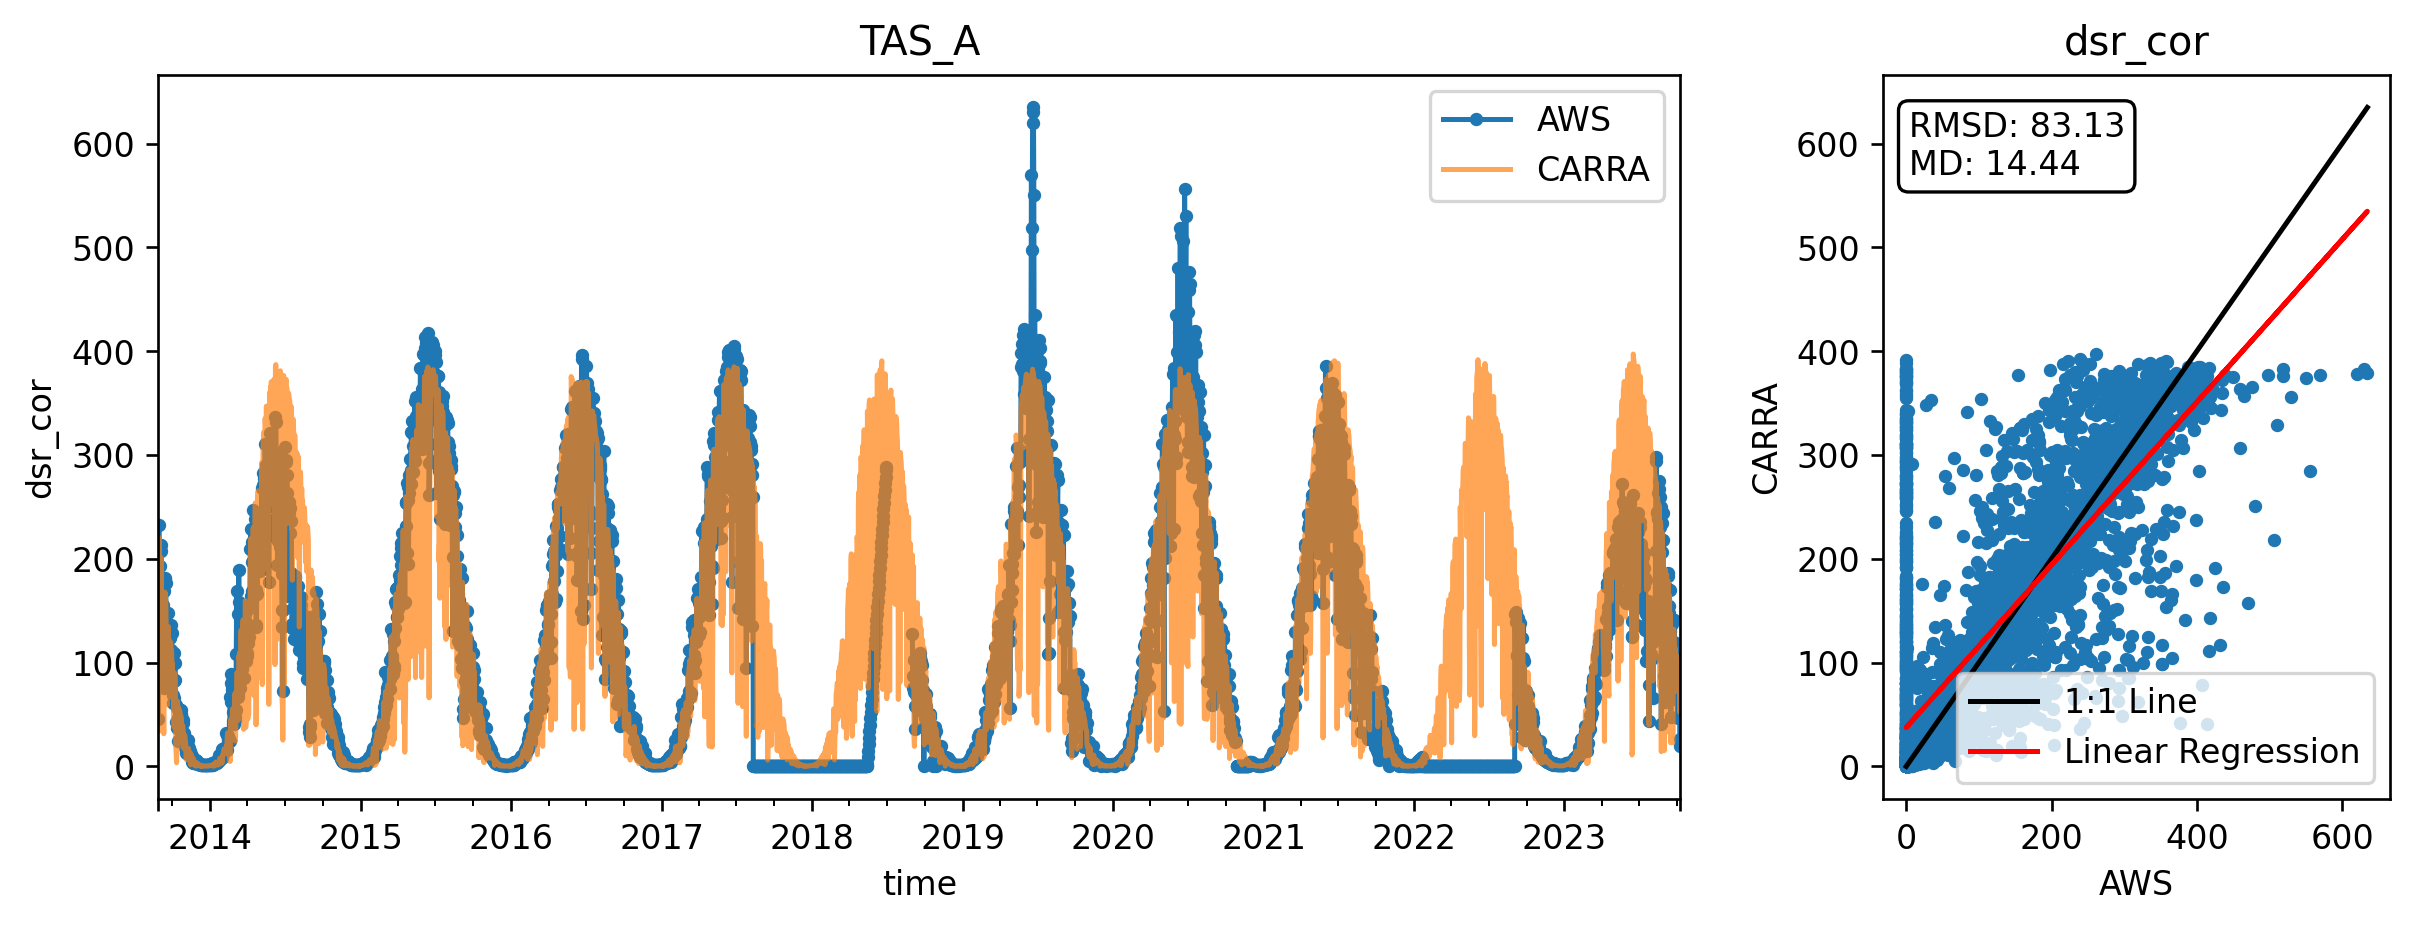 TAS_A
dsr_cor
600
500
400
300
200
100
0
AWS
CARRA
2014 2015 2016 2017 2018 2019 2020 2021 2022 2023
time
dsr_cor
CARRA
600
500
400
300
200
100
0
RMSD: 83.13
MD: 14.44
1:1 Line
Linear Regression
0 200 400 600
AWS